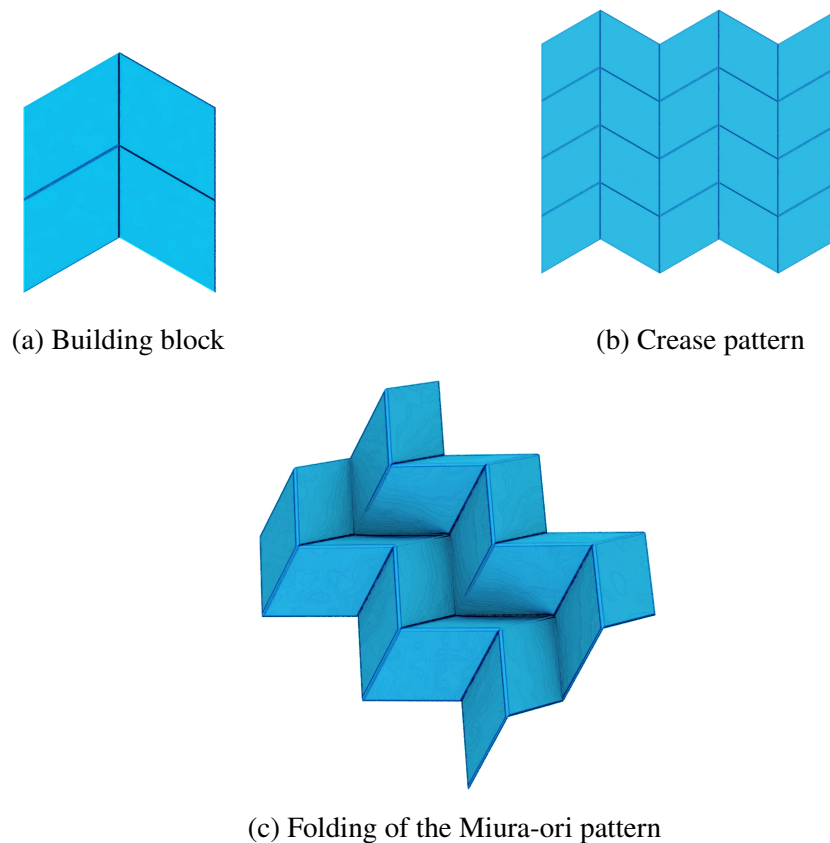 (a) Building block
(b) Crease pattern
(c) Folding of the Miura-ori pattern